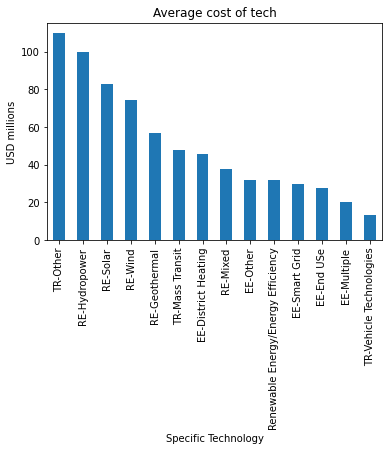 Average cost of tech
USD millions
100
80
60
40
20
0
TR-Other
RE-Hydropower
RE-Solar
RE-Wind
RE-Geothermal
TR-Mass Transit
EE-District Heating
RE-Mixed
EE-Other
Renewable Energy/Energy Efficiency
EE-Smart Grid
EE-End USe
EE-Multiple
TR-Vehicle Technologies
Specific Technology